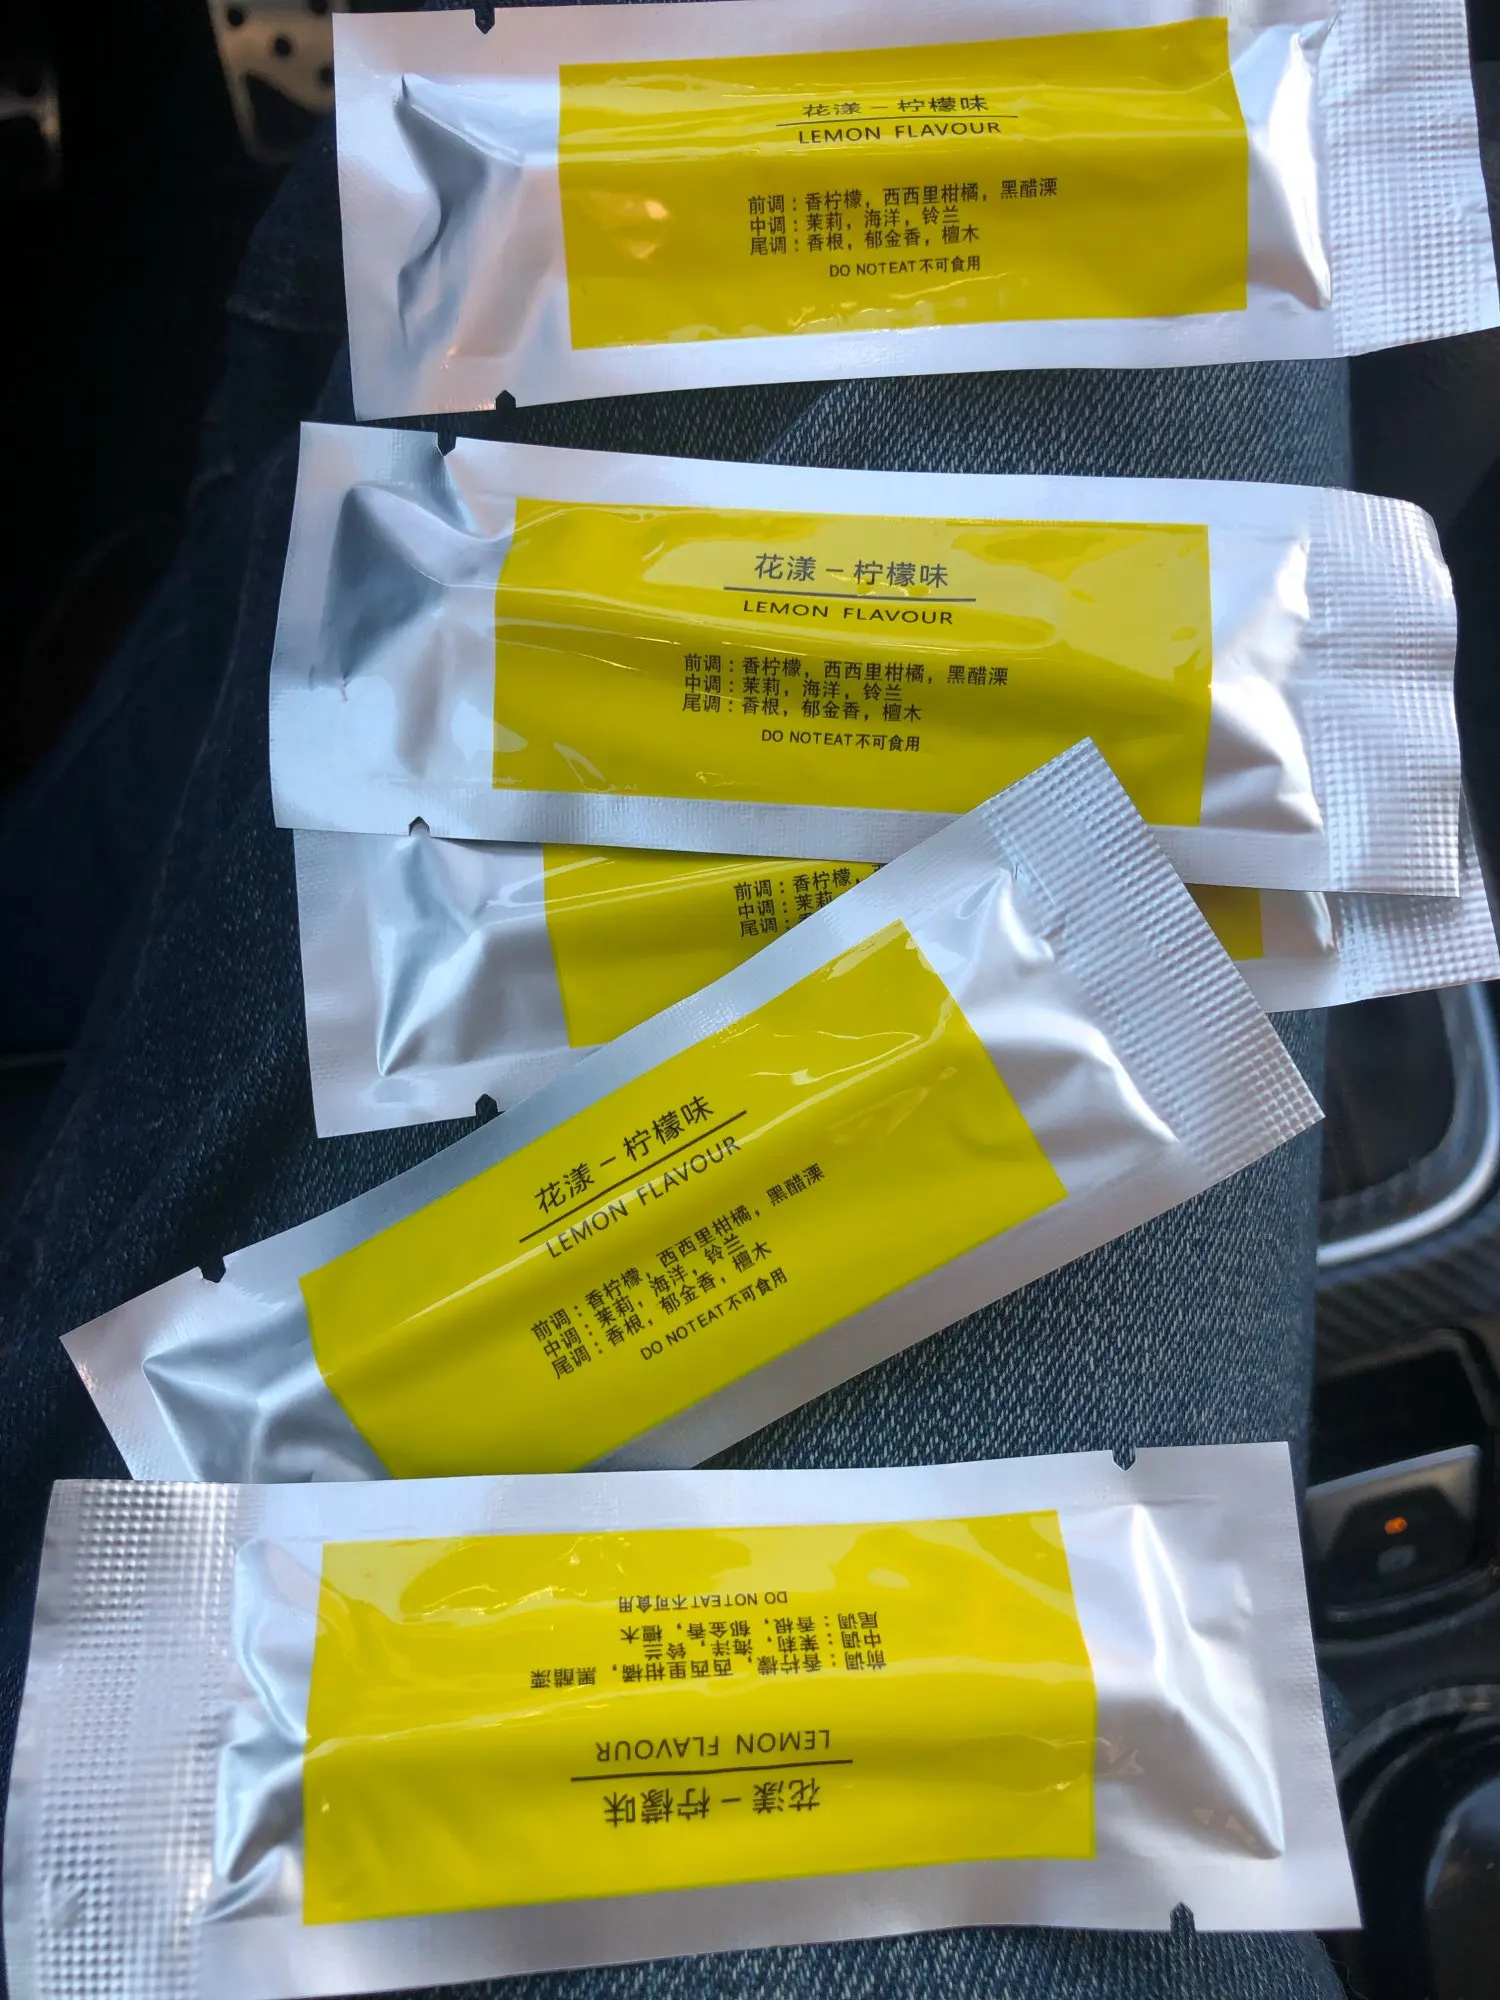 花漾－柠檬味
LEMON FLAVOUR
前调：香柠檬，西西里柑橘，黑醋溧
中调：茉莉，海洋，铃兰
尾调：香根，郁金香，檀木
DO NOTEAT不可食用
花漾－柠檬味
LEMON FLAVOUR
前调：香柠檬，西西里柑橘，黑醋溧
中调：茉莉，海洋，铃兰
尾调：香根，郁金香，檀木
DO NOTEAT不可食用
前调：香柠檬，
中调：茉莉
尾调：
花漾－柠檬味
LEMON FLAVOUR
前调：香柠檬，西西里柑橘，黑醋溧
中调：茉莉，海洋，铃兰
尾调：香根，郁金香，檀木
DO NOTEAT不可食用
花漾－柠檬味
LEMON FLAVOUR
前调：香柠檬，西西里柑橘，黑醋溧
中调：茉莉，海洋，铃兰
尾调：香根，郁金香，檀木
DO NOTEAT不可食用